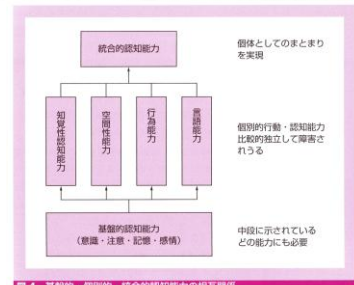 統合的認知能力
個体としてのまとまり
を実現
知覚性認知能力
空間性能力
行為能力
言語能力
個別的行動・認知能力
比較的独立して障害さ
れうる
基盤的認知能力
(意識・注意・記憶・感情)
中段に示されている
どの能力にも必要